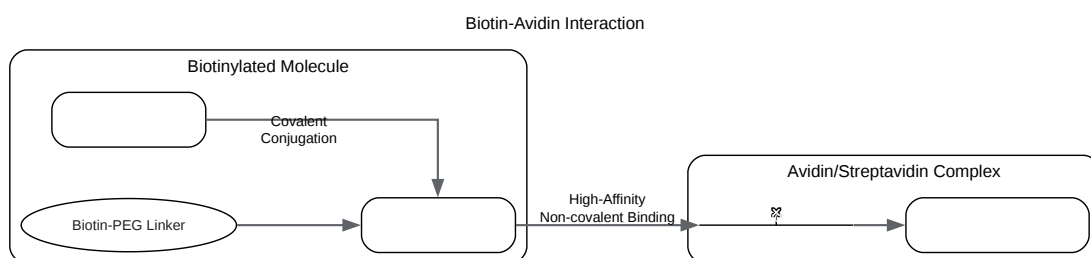 Biotin-Avidin Interaction
Biotinylated Molecule
Covalent
Conjugation
Avidin/Streptavidin Complex
High-Affinity
Non-covalent Binding
Biotin-PEG Linker